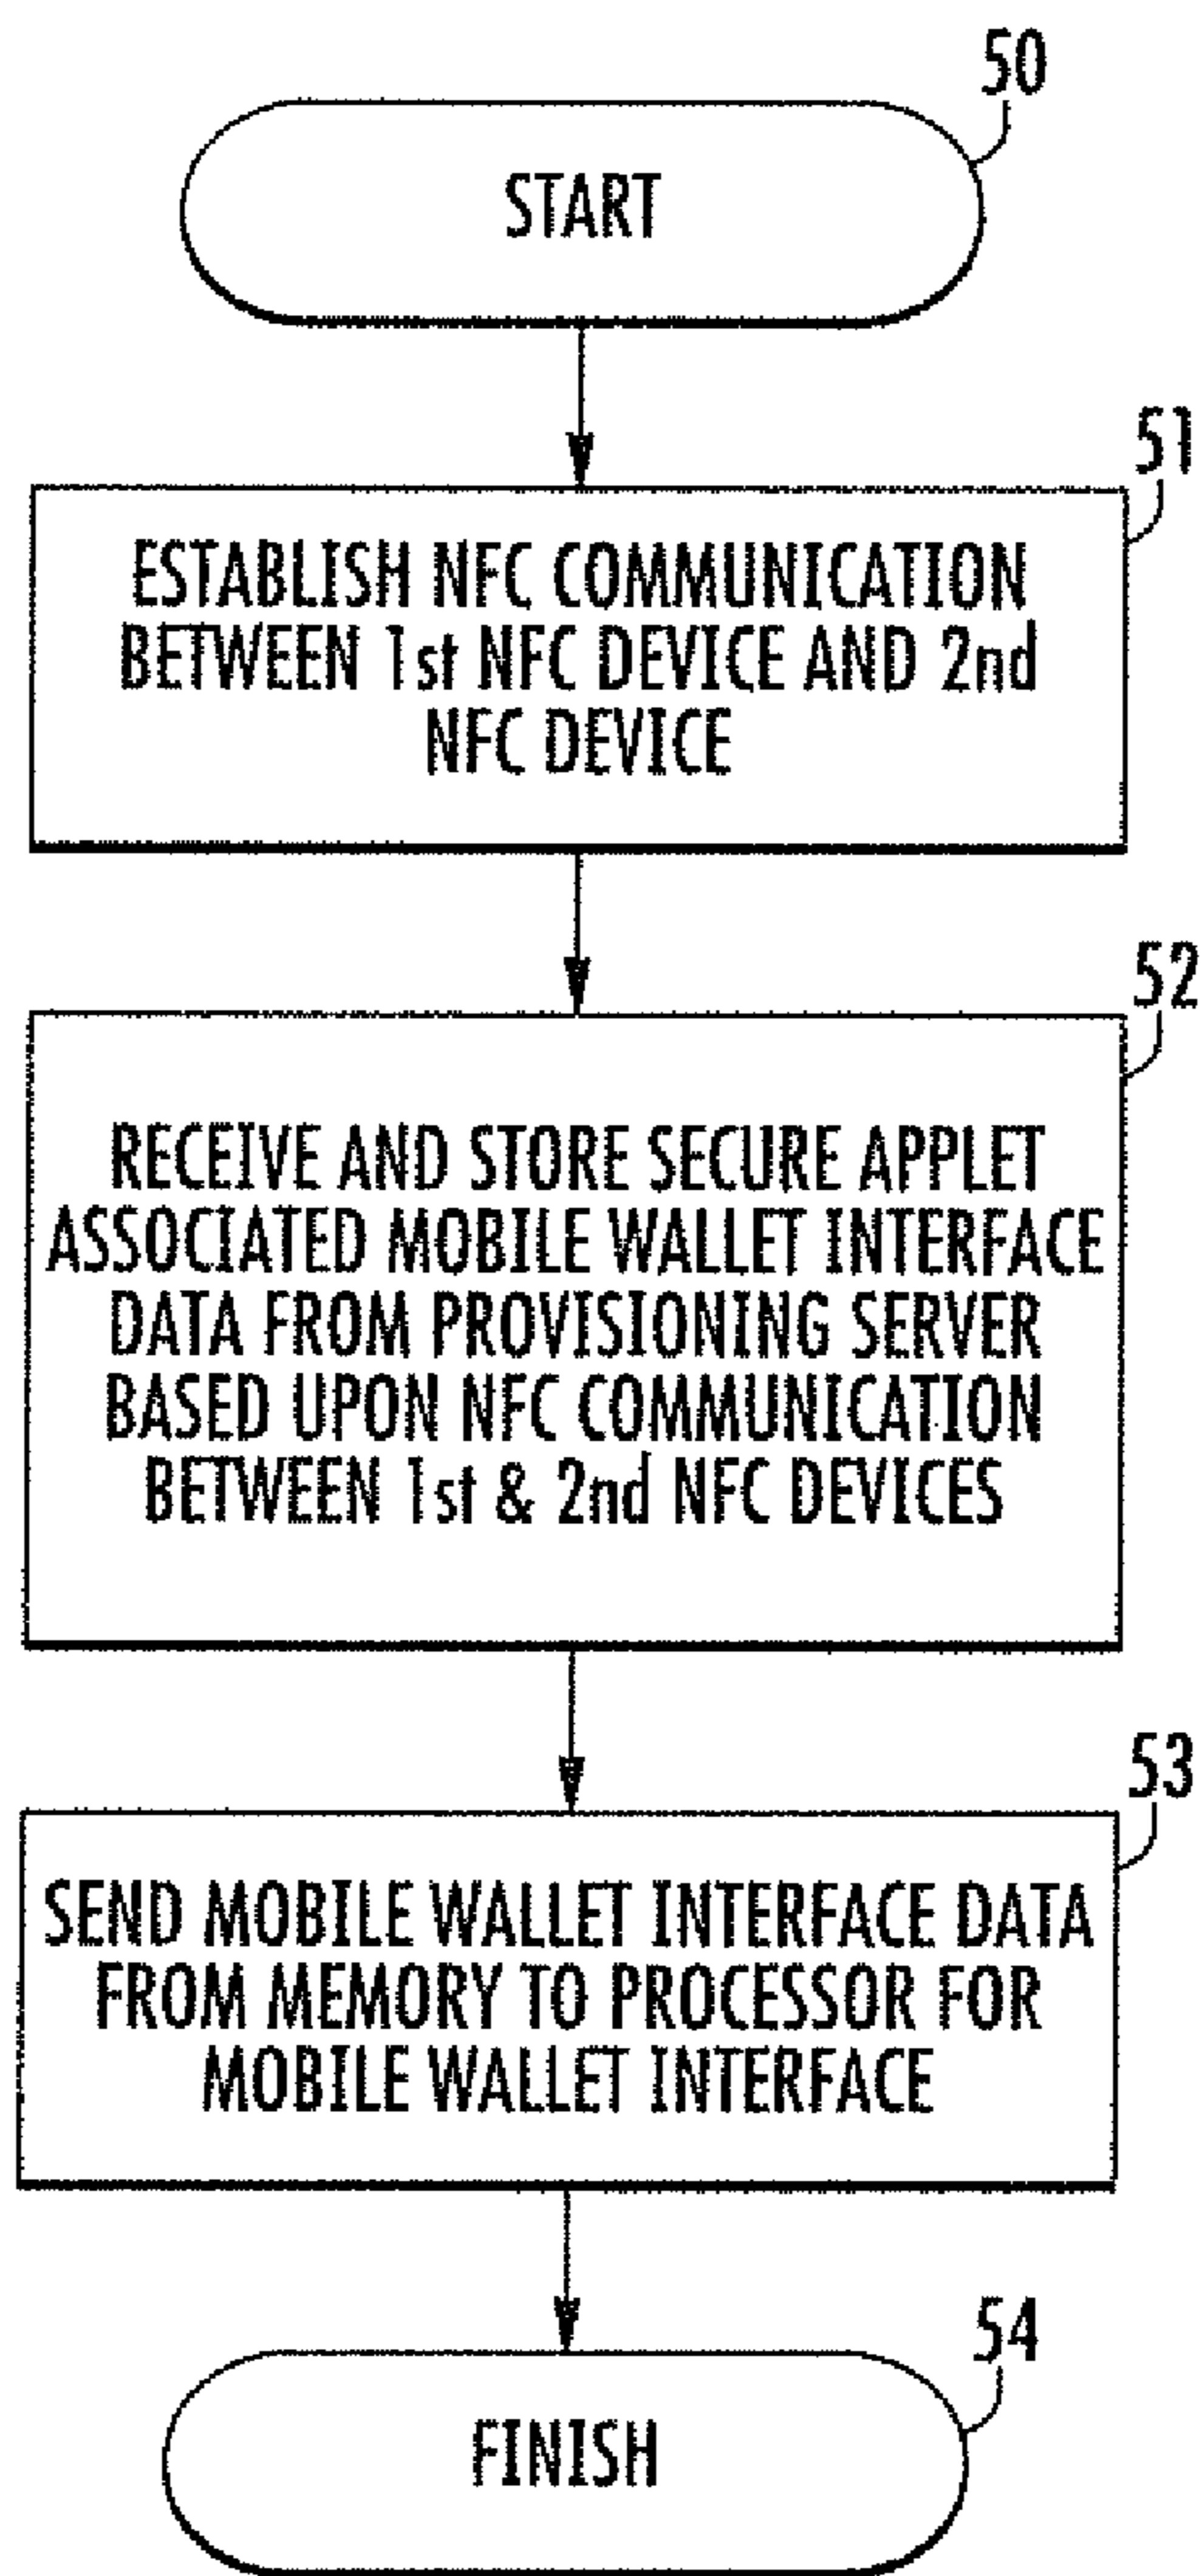 50
START
51
ESTABLISH NFC COMMUNICATION
BETWEEN 1st NFC DEVICE AND 2nd
NFC DEVICE
52
RECEIVE AND STORE SECURE APPLET
ASSOCIATED MOBILE WALLET INTERFACE
DATA FROM PROVISIONING SERVER
BASED UPON NFC COMMUNICATION
BETWEEN 1st & 2nd NFC DEVICES
53
SEND MOBILE WALLET INTERFACE DATA
FROM MEMORY TO PROCESSOR FOR
MOBILE WALLET INTERFACE
54
FINISH